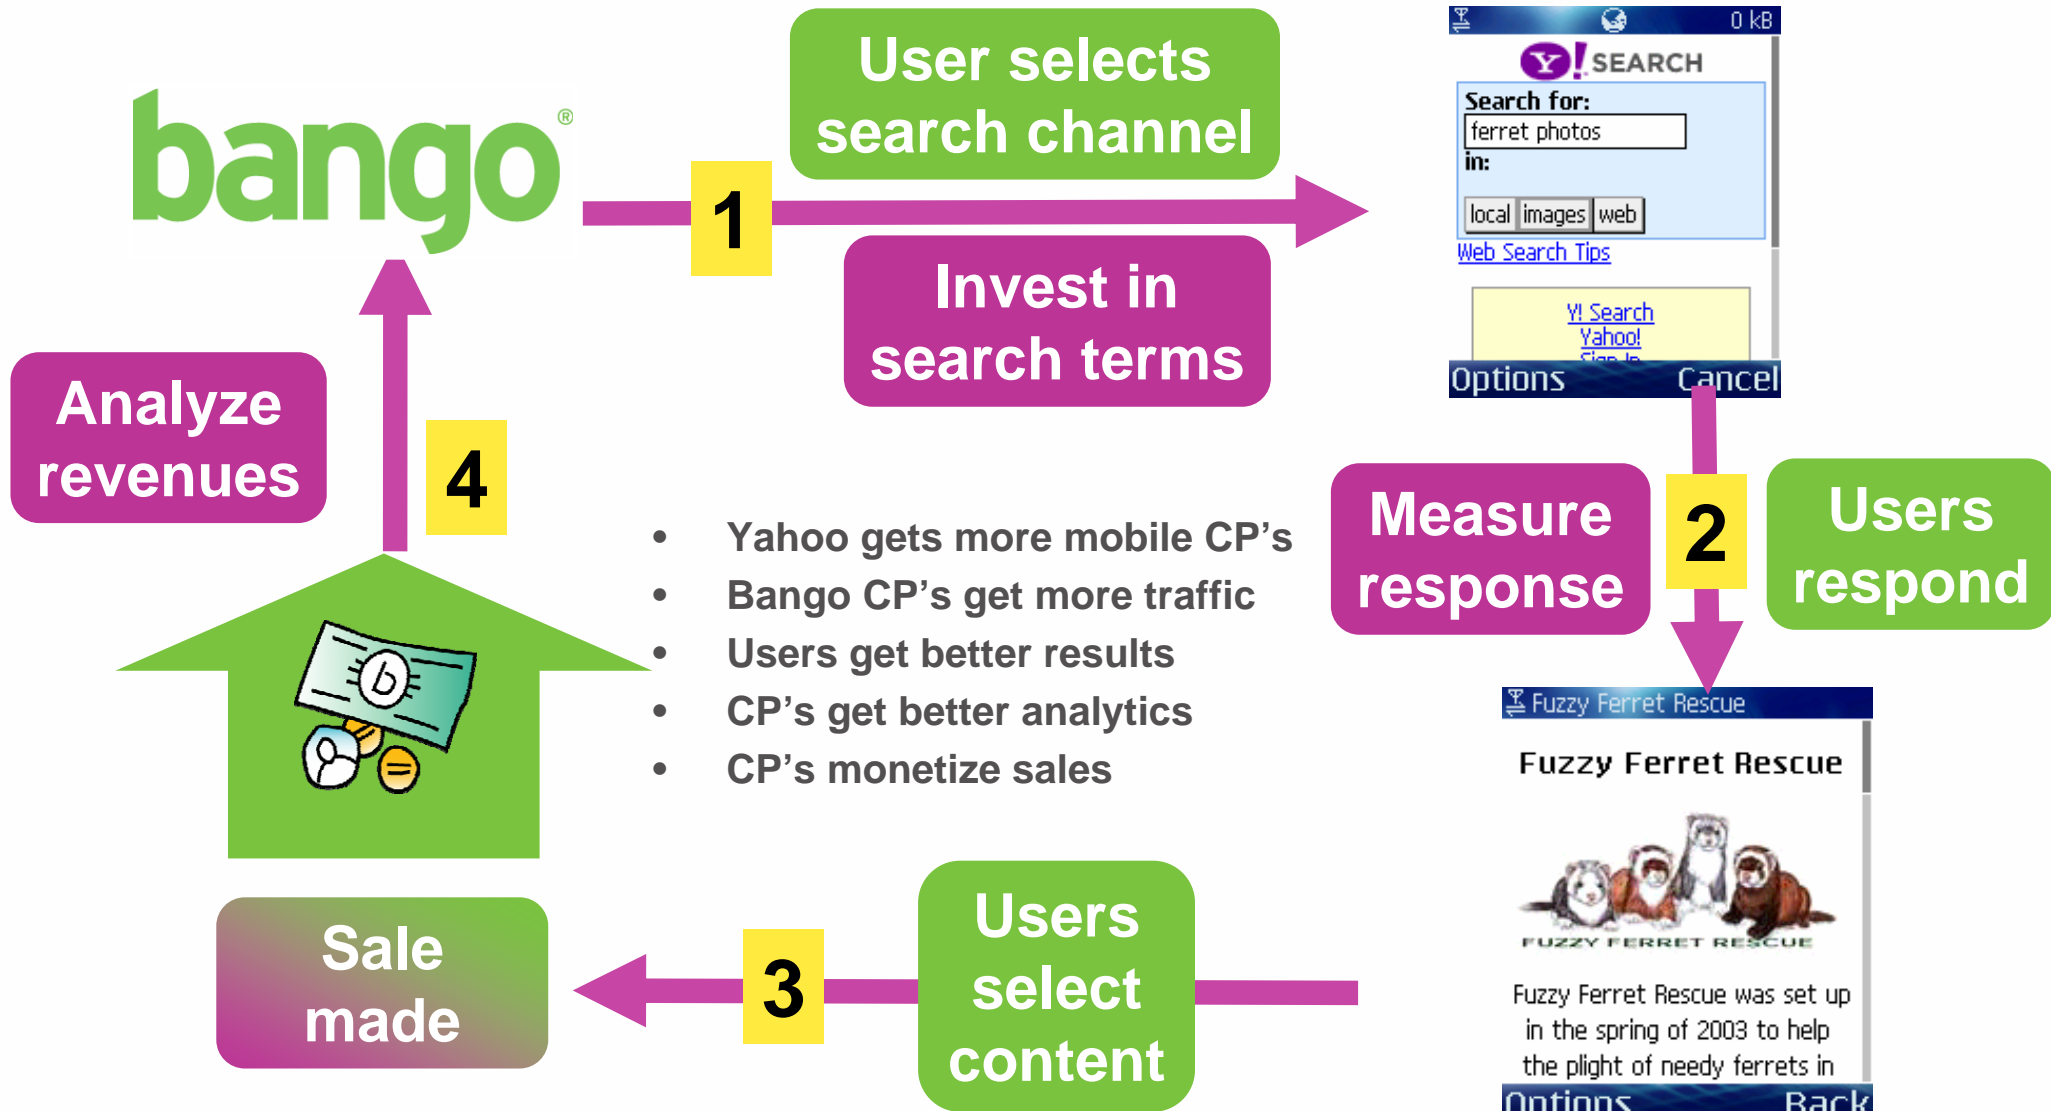 bango®
User selects
search channel
1
Invest in
search terms
0 kB
Y! SEARCH
Search for:
ferret photos
in:
local images web
Web Search Tips
Y! Search
Yahoo!
Sign In
Options Cancel
Analyze
revenues
4
Measure
response
2
Users
respond
• Yahoo gets more mobile CP's
• Bango CP's get more traffic
• Users get better results
• CP's get better analytics
• CP's monetize sales
b
Fuzzy Ferret Rescue
Fuzzy Ferret Rescue
FUZZY FERRET RESCUE
Fuzzy Ferret Rescue was set up
in the spring of 2003 to help
the plight of needy ferrets in
Options Back
Sale
made
3
Users
select
content